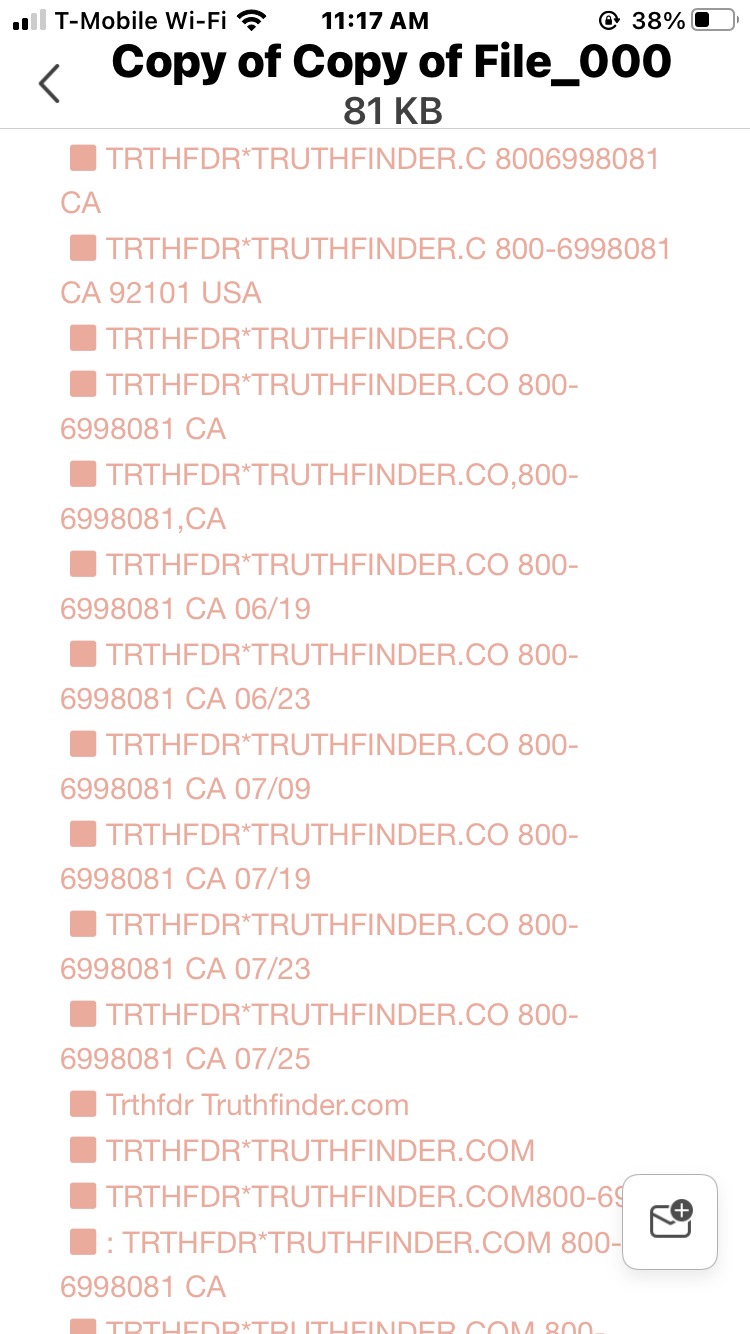 T-Mobile Wi-Fi 11:17 AM 38%
Copy of Copy of File_000
81 KB
TRTHFDR*TRUTHFINDER.C 8006998081
CA
TRTHFDR*TRUTHFINDER.C 800-6998081
CA 92101 USA
TRTHFDR*TRUTHFINDER.CO
TRTHFDR*TRUTHFINDER.CO 800-
6998081 CA
TRTHFDR*TRUTHFINDER.CO,800-
6998081,CA
TRTHFDR*TRUTHFINDER.CO 800-
6998081 CA 06/19
TRTHFDR*TRUTHFINDER.CO 800-
6998081 CA 06/23
TRTHFDR*TRUTHFINDER.CO 800-
6998081 CA 07/09
TRTHFDR*TRUTHFINDER.CO 800-
6998081 CA 07/19
TRTHFDR*TRUTHFINDER.CO 800-
6998081 CA 07/23
TRTHFDR*TRUTHFINDER.CO 800-
6998081 CA 07/25
Trthfdr Truthfinder.com
TRTHFDR*TRUTHFINDER.COM
TRTHFDR*TRUTHFINDER.COM800-69
: TRTHFDR*TRUTHFINDER.COM 800-
6998081 CA
TRTHFDR*TRUTHFINDER.COM 800-